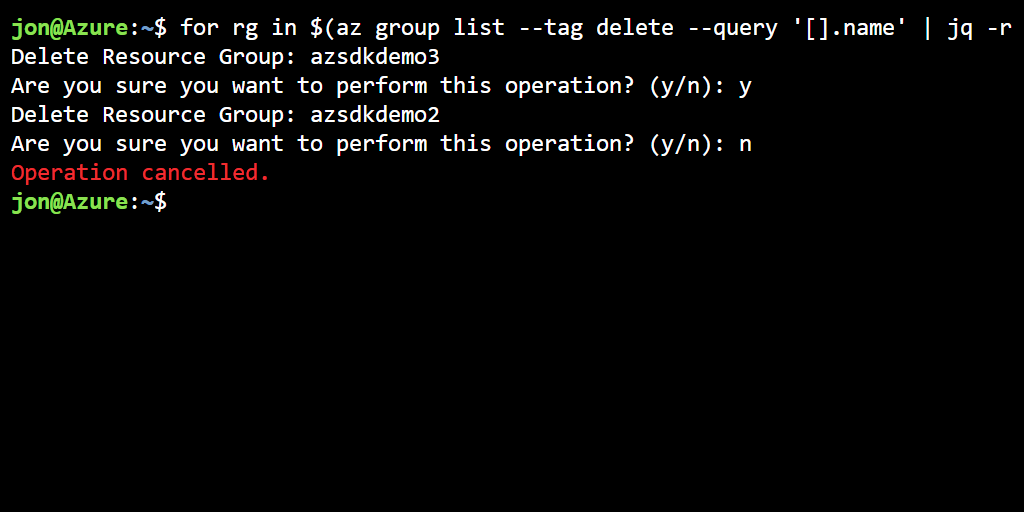 jon@Azure:~$ for rg in $(az group list --tag delete --query '[].name' | jq -r
Delete Resource Group: azsdkdemo3
Are you sure you want to perform this operation? (y/n): y
Delete Resource Group: azsdkdemo2
Are you sure you want to perform this operation? (y/n): n
Operation cancelled.
jon@Azure:~$